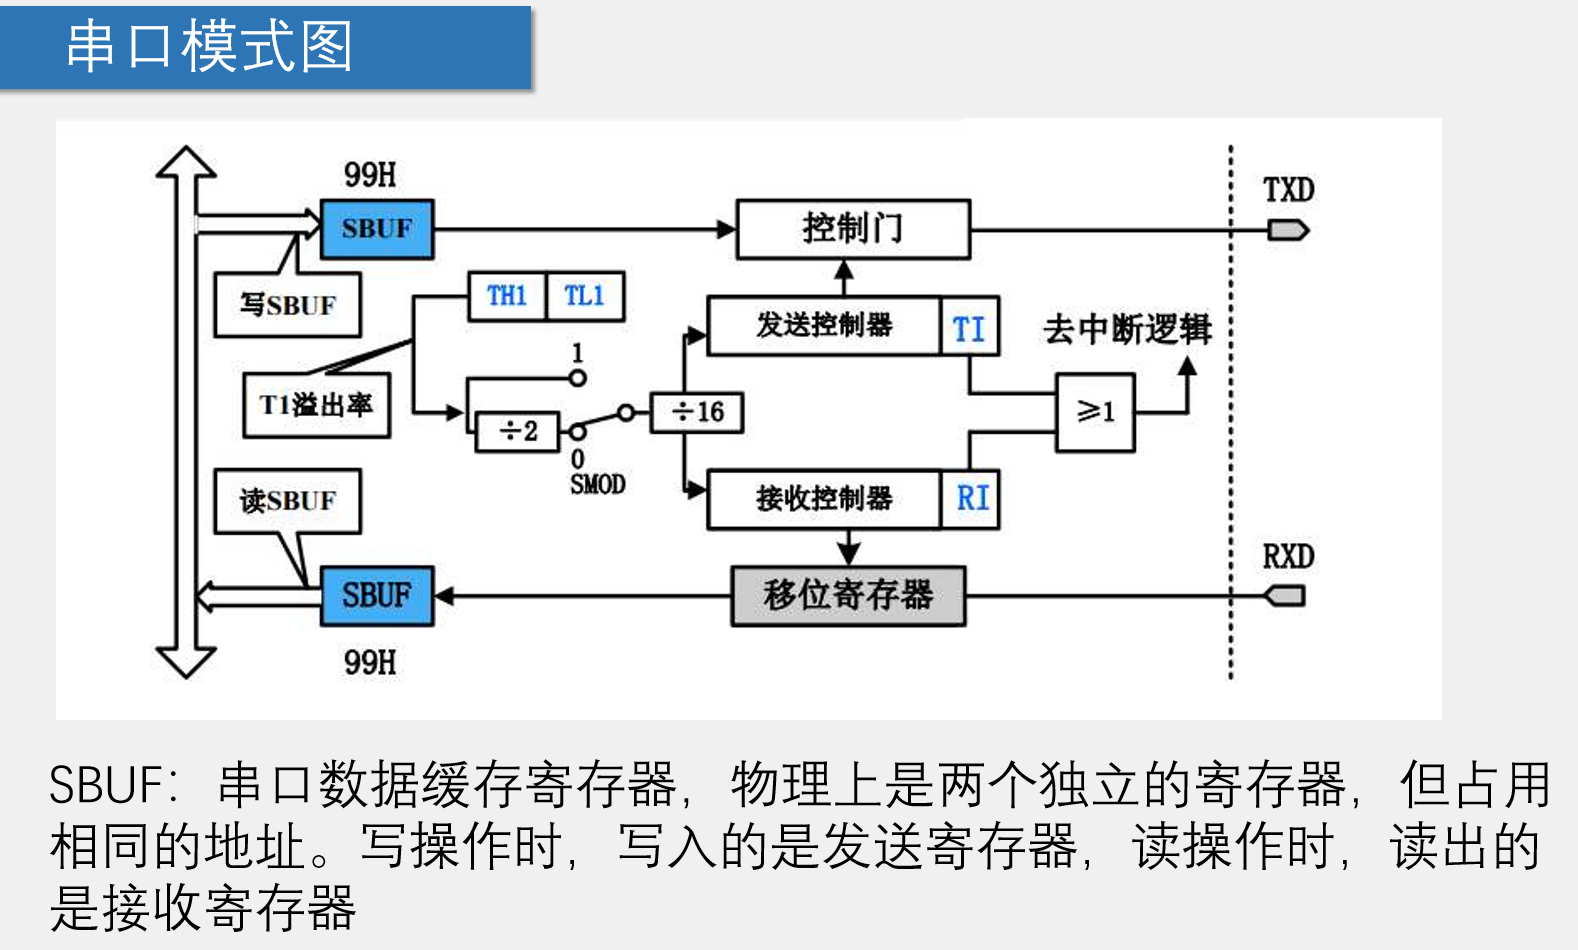 串口模式图
99H
TXD
SBUF
控制门
写SBUF
TH1 TL1
发送控制器 TI
去中断逻辑
1
T1溢出率
÷2
÷16
≥1
0
SMOD
读SBUF
接收控制器 RI
RXD
SBUF
移位寄存器
99H
SBUF：串口数据缓存寄存器，物理上是两个独立的寄存器，但占用
相同的地址。写操作时，写入的是发送寄存器，读操作时，读出的
是接收寄存器